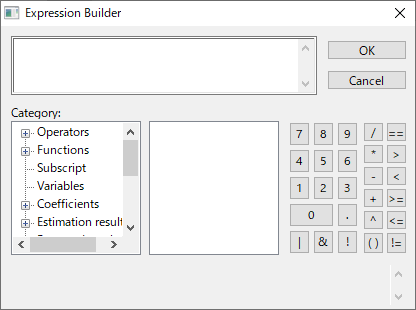 Expression Builder
OK
Cancel
Category:
Operators
Functions
Subscript
Variables
Coefficients
Estimation result
7 8 9 / ==
4 5 6 * >
1 2 3 - <
+ >=
0 . ^ <=
| & ! ( ) !=